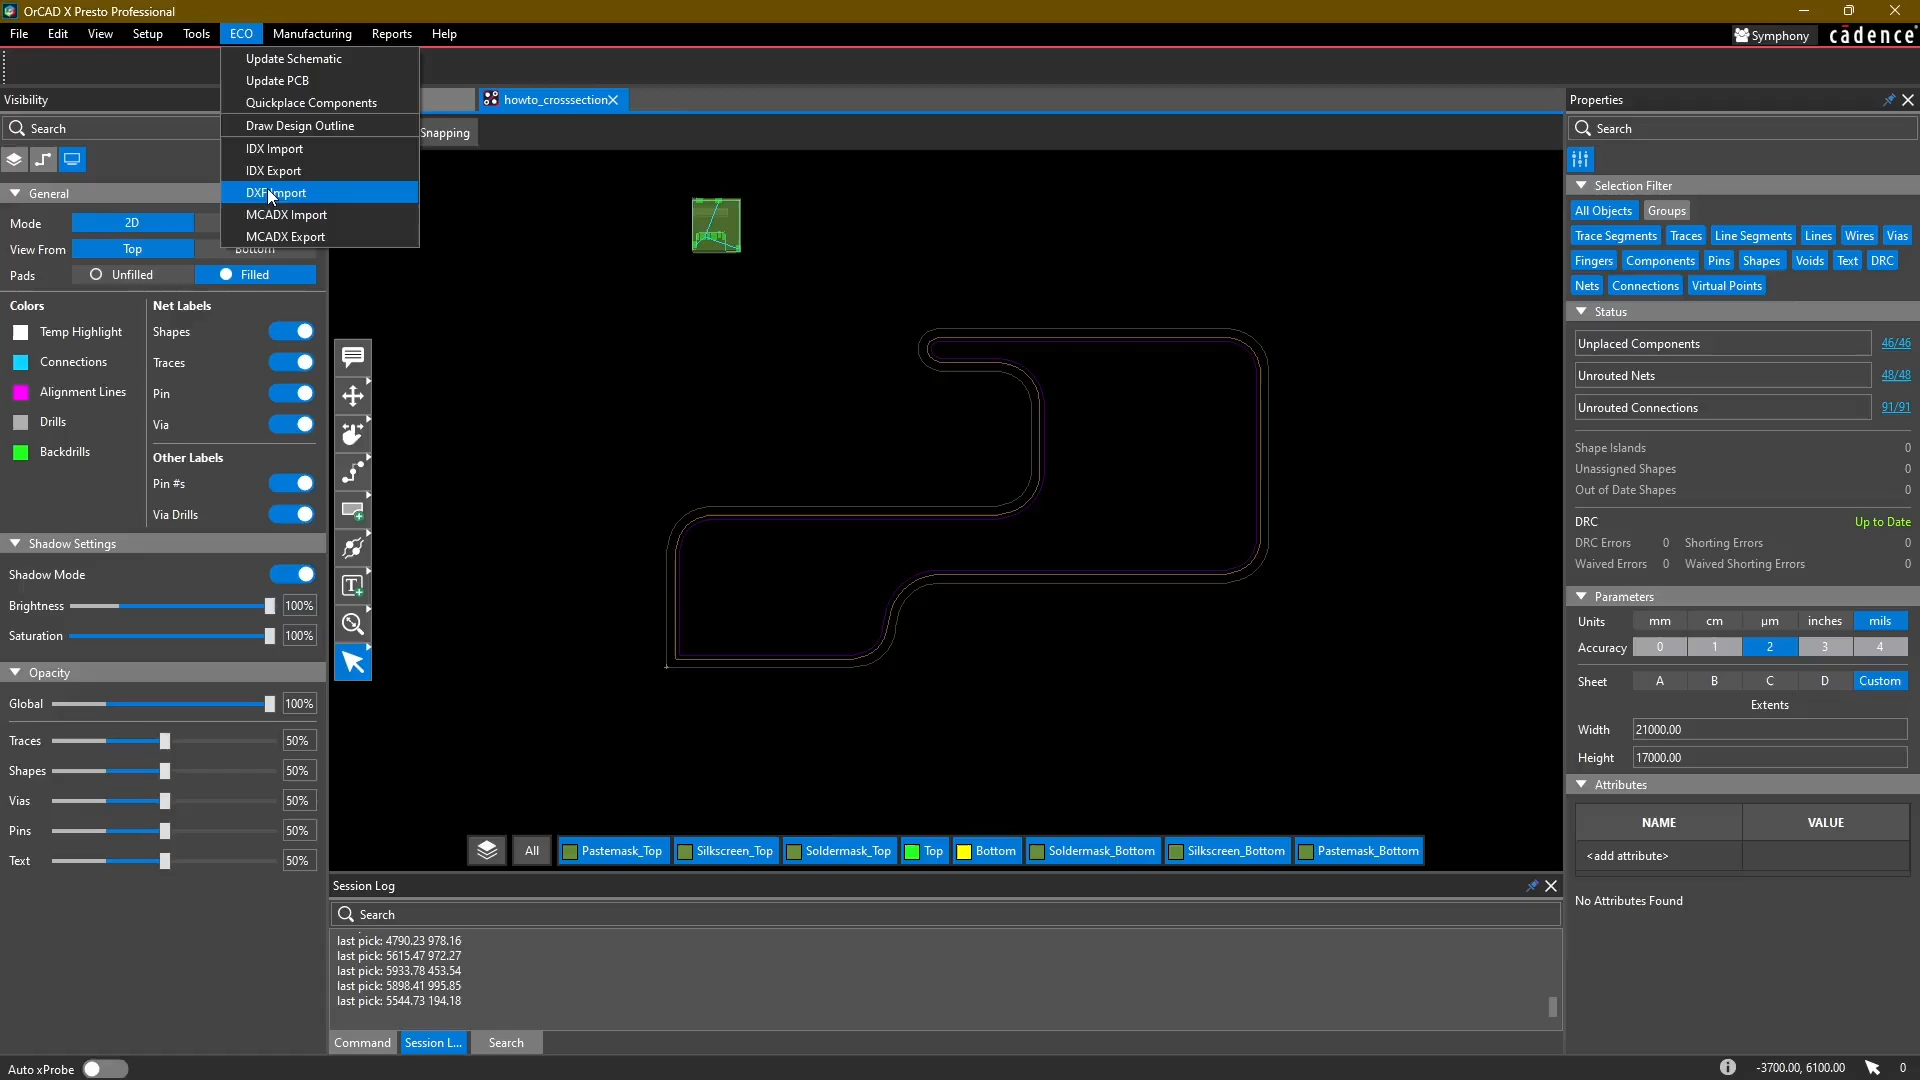 OrCAD X Presto Professional
File Edit View Setup Tools ECO Manufacturing Reports Help
Symphony cādence
Update Schematic
Update PCB
Quickplace Components
Draw Design Outline
IDX Import
IDX Export
DXF Import
MCADX Import
MCADX Export
Visibility
Search
General
Mode 2D
View From Top Bottom
Pads Unfilled Filled
Colors
Temp Highlight
Connections
Alignment Lines
Drills
Backdrills
Net Labels
Shapes
Traces
Pin
Via
Other Labels
Pin #s
Via Drills
Shadow Settings
Shadow Mode
Brightness 100%
Saturation 100%
Opacity
Global 100%
Traces 50%
Shapes 50%
Vias 50%
Pins 50%
Text 50%
Auto xProbe
howto_crosssection
Snapping
All Pastemask_Top Silkscreen_Top Soldermask_Top Top Bottom Soldermask_Bottom Silkscreen_Bottom Pastemask_Bottom
Session Log
Search
last pick: 4790.23 978.16
last pick: 5615.47 972.27
last pick: 5933.78 453.54
last pick: 5898.41 995.85
last pick: 5544.73 194.18
Command Session L... Search
Properties
Search
Selection Filter
All Objects Groups
Trace Segments Traces Line Segments Lines Wires Vias
Fingers Components Pins Shapes Voids Text DRC
Nets Connections Virtual Points
Status
Unplaced Components 46/46
Unrouted Nets 48/48
Unrouted Connections 91/91
Shape Islands 0
Unassigned Shapes 0
Out of Date Shapes 0
DRC Up to Date
DRC Errors 0 Shorting Errors 0
Waived Errors 0 Waived Shorting Errors 0
Parameters
Units mm cm µm inches mils
Accuracy 0 1 2 3 4
Sheet A B C D Custom
Extents
Width 21000.00
Height 17000.00
Attributes
NAME VALUE
<add attribute>
No Attributes Found
-3700.00, 6100.00 0